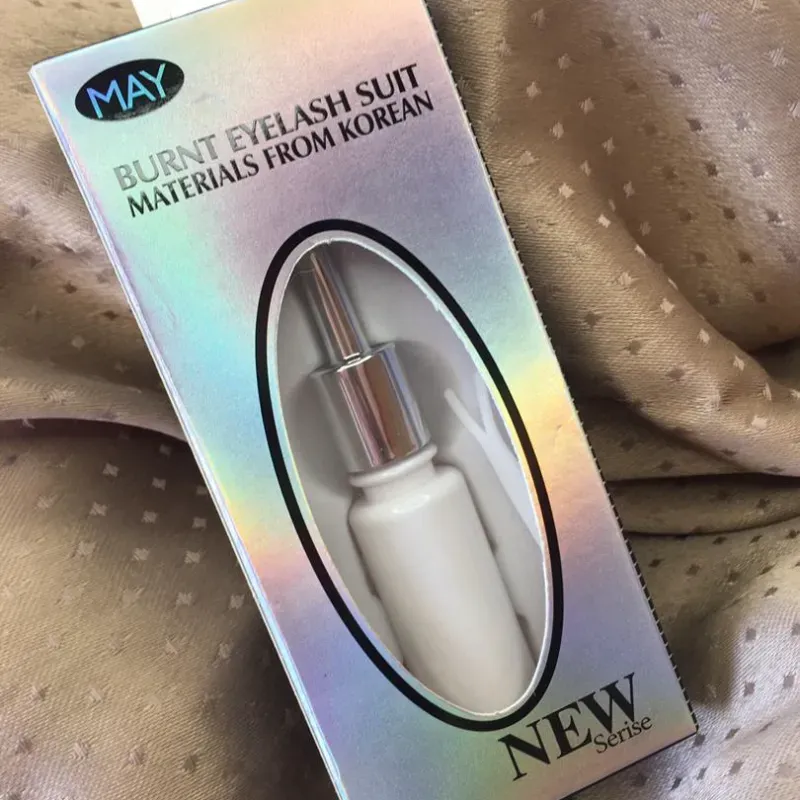 MAY
BURNT EYELASH SUIT
MATERIALS FROM KOREAN
NEW
Serise